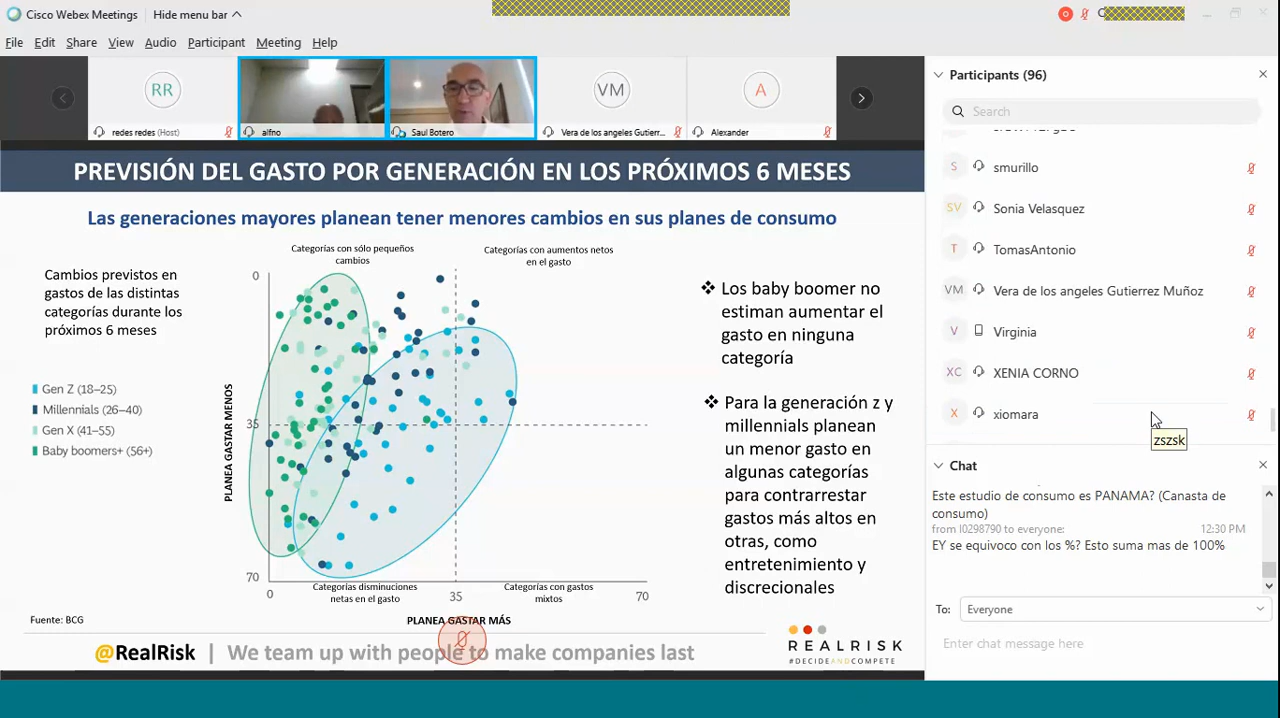 Cisco Webex Meetings
Hide menu bar
File Edit Share View Audio Participant Meeting Help
RR
VM
A
redes redes (Host)
alfno
Saul Botero
Vera de los angeles Gutierr...
Alexander
PREVISIÓN DEL GASTO POR GENERACIÓN EN LOS PRÓXIMOS 6 MESES
Las generaciones mayores planean tener menores cambios en sus planes de consumo
Cambios previstos en
gastos de las distintas
categorías durante los
próximos 6 meses
Gen Z (18–25)
Millennials (26–40)
Gen X (41–55)
Baby boomers+ (56+)
Categorías con sólo pequeños
cambios
Categorías con aumentos netos
en el gasto
0
35
70
PLANEA GASTAR MENOS
0
35
70
Categorías disminuciones
netas en el gasto
Categorías con gastos
mixtos
PLANEA GASTAR MÁS
❖ Los baby boomer no
estiman aumentar el
gasto en ninguna
categoría
❖ Para la generación z y
millennials planean
un menor gasto en
algunas categorías
para contrarrestar
gastos más altos en
otras, como
entretenimiento y
discrecionales
Fuente: BCG
@RealRisk | We team up with people to make companies last
REALRISK
#DECIDEANDCOMPETE
Participants (96)
Search
S smurillo
SV Sonia Velasquez
T TomasAntonio
VM Vera de los angeles Gutierrez Muñoz
V Virginia
XC XENIA CORNO
X xiomara
zszsk
Chat
Este estudio de consumo es PANAMA? (Canasta de
consumo)
from I0298790 to everyone: 12:30 PM
EY se equivoco con los %? Esto suma mas de 100%
To: Everyone
Enter chat message here